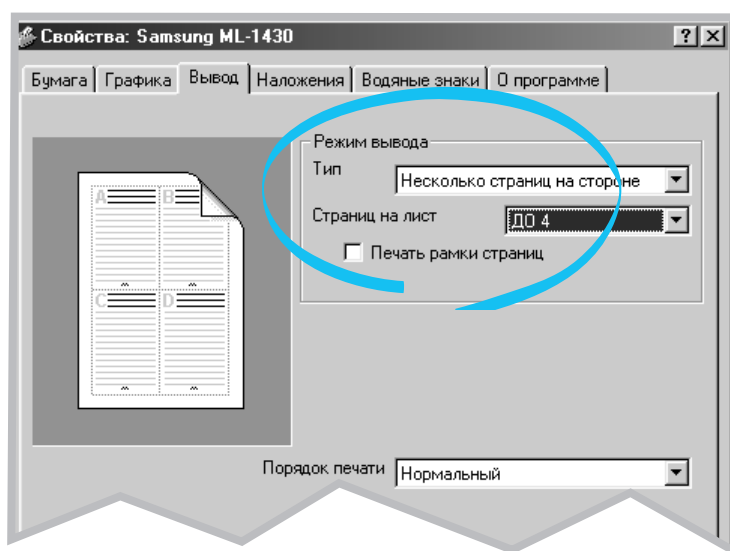 Свойства: Samsung ML-1430
Бумага Графика Вывод Наложения Водяные знаки О программе
Режим вывода
Тип Несколько страниц на стороне
Страниц на лист ДО 4
Печать рамки страниц
A B
C D
Порядок печати Нормальный